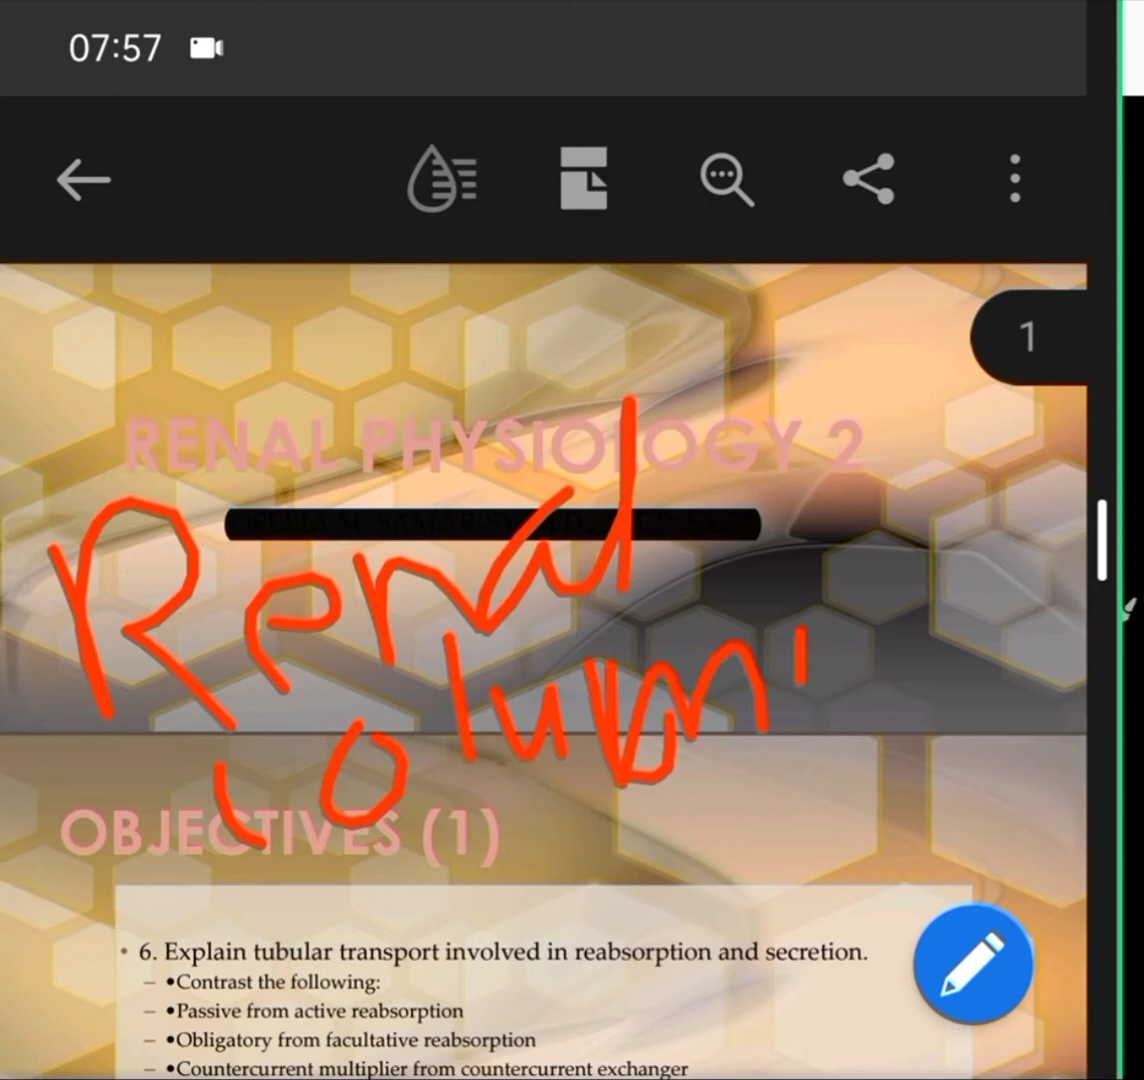 07:57
1
RENAL PHYSIOLOGY 2
Renal
OBJECTIVES (1)
• 6. Explain tubular transport involved in reabsorption and secretion.
– •Contrast the following:
– •Passive from active reabsorption
– •Obligatory from facultative reabsorption
– •Countercurrent multiplier from countercurrent exchanger